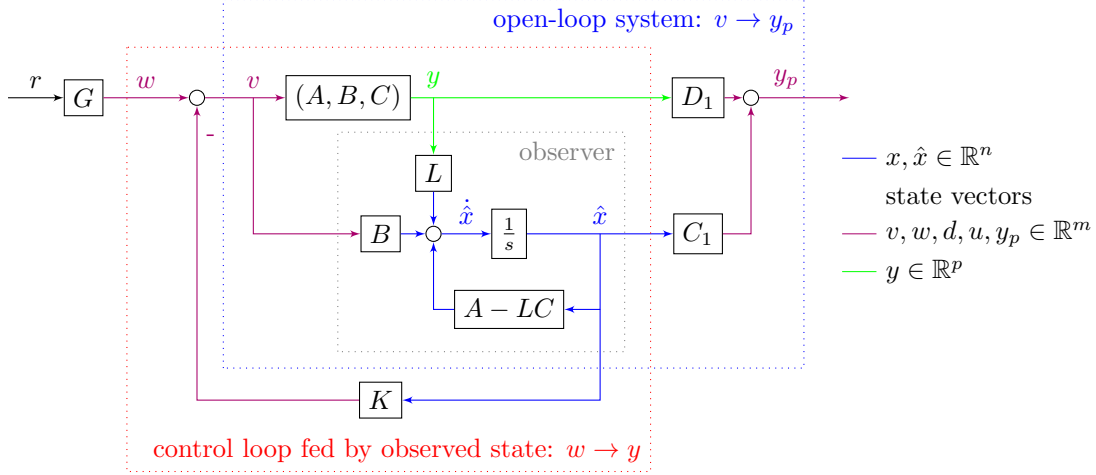 open-loop system: v → y_p
r
w
v
y
y_p
G
(A, B, C)
D_1
-
observer
L
x, x̂ ∈ ℝ^n
state vectors
v, w, d, u, y_p ∈ ℝ^m
y ∈ ℝ^p
B
x̂̇
1/s
x̂
C_1
A − LC
K
control loop fed by observed state: w → y